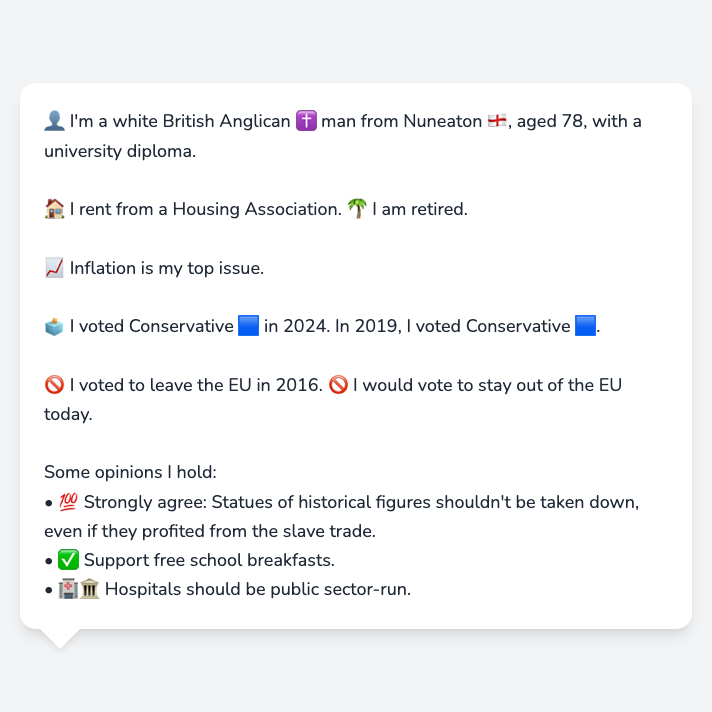 👤 I'm a white British Anglican ✝️ man from Nuneaton 🏴󠁧󠁢󠁥󠁮󠁧󠁿, aged 78, with a
university diploma.
🏠 I rent from a Housing Association. 🌴 I am retired.
📈 Inflation is my top issue.
🗳️ I voted Conservative 🟦 in 2024. In 2019, I voted Conservative 🟦.
🚫 I voted to leave the EU in 2016. 🚫 I would vote to stay out of the EU
today.
Some opinions I hold:
• 💯 Strongly agree: Statues of historical figures shouldn't be taken down,
even if they profited from the slave trade.
• ✅ Support free school breakfasts.
• 🏥🏛️ Hospitals should be public sector-run.